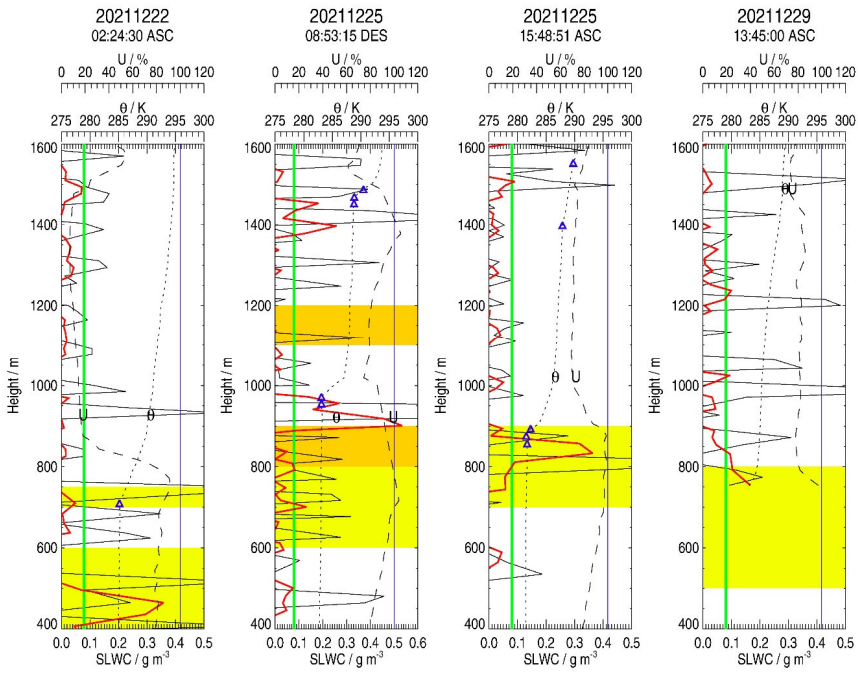 20211222 20211225 20211225 20211229
02:24:30 ASC 08:53:15 DES 15:48:51 ASC 13:45:00 ASC
U / % U / % U / % U / %
0 20 40 60 80 100 120 0 20 40 60 80 100 120 0 20 40 60 80 100 120 0 20 40 60 80 100 120
θ / K θ / K θ / K θ / K
275 280 285 290 295 300 275 280 285 290 295 300 275 280 285 290 295 300 275 280 285 290 295 300
1600 1600 1600 1600
θU
1400 1400 1400 1400
1200 1200 1200 1200
Height / m Height / m Height / m Height / m
1000 1000 θ U 1000 1000
U θ θ U
800 800 800 800
600 600 600 600
400 400 400 400
0.0 0.1 0.2 0.3 0.4 0.5 0.0 0.1 0.2 0.3 0.4 0.5 0.6 0.0 0.1 0.2 0.3 0.4 0.5 0.0 0.1 0.2 0.3 0.4 0.5
SLWC / g m⁻³ SLWC / g m⁻³ SLWC / g m⁻³ SLWC / g m⁻³